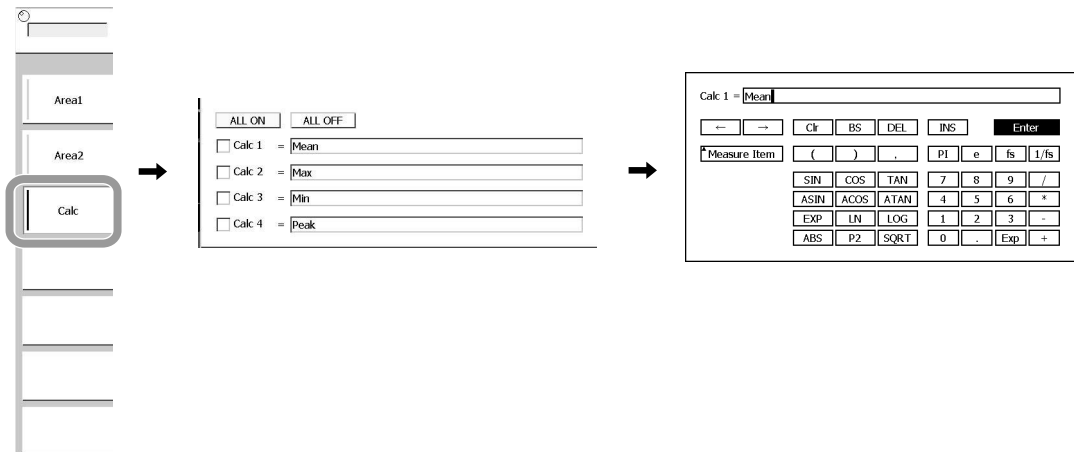 Area1
Area2
Calc
ALL ON ALL OFF
Calc 1 = Mean
Calc 2 = Max
Calc 3 = Min
Calc 4 = Peak
Calc 1 = Mean
← → Clr BS DEL INS Enter
Measure Item ( ) , PI e fs 1/fs
SIN COS TAN 7 8 9 /
ASIN ACOS ATAN 4 5 6 *
EXP LN LOG 1 2 3 -
ABS P2 SQRT 0 . Exp +